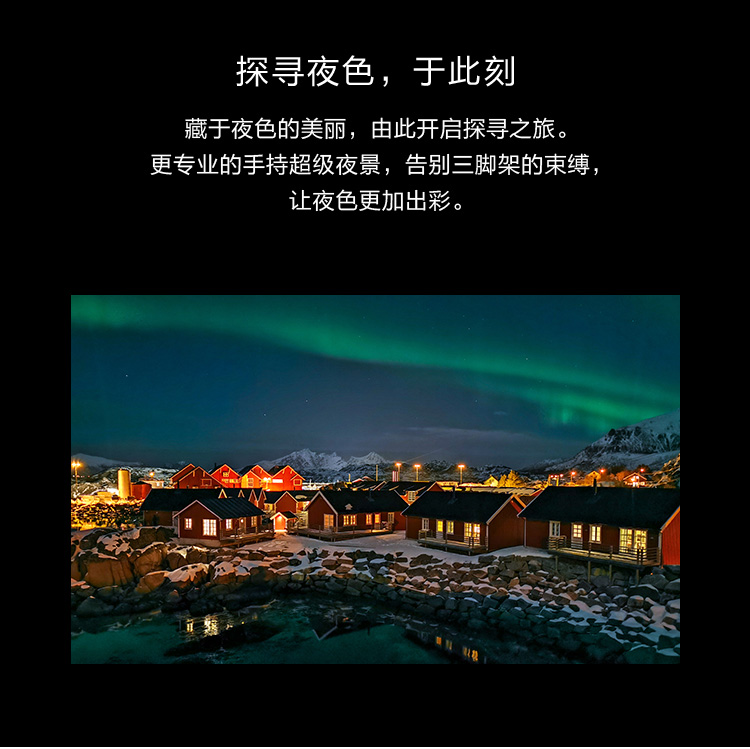 探寻夜色，于此刻
藏于夜色的美丽，由此开启探寻之旅。
更专业的手持超级夜景，告别三脚架的束缚，
让夜色更加出彩。